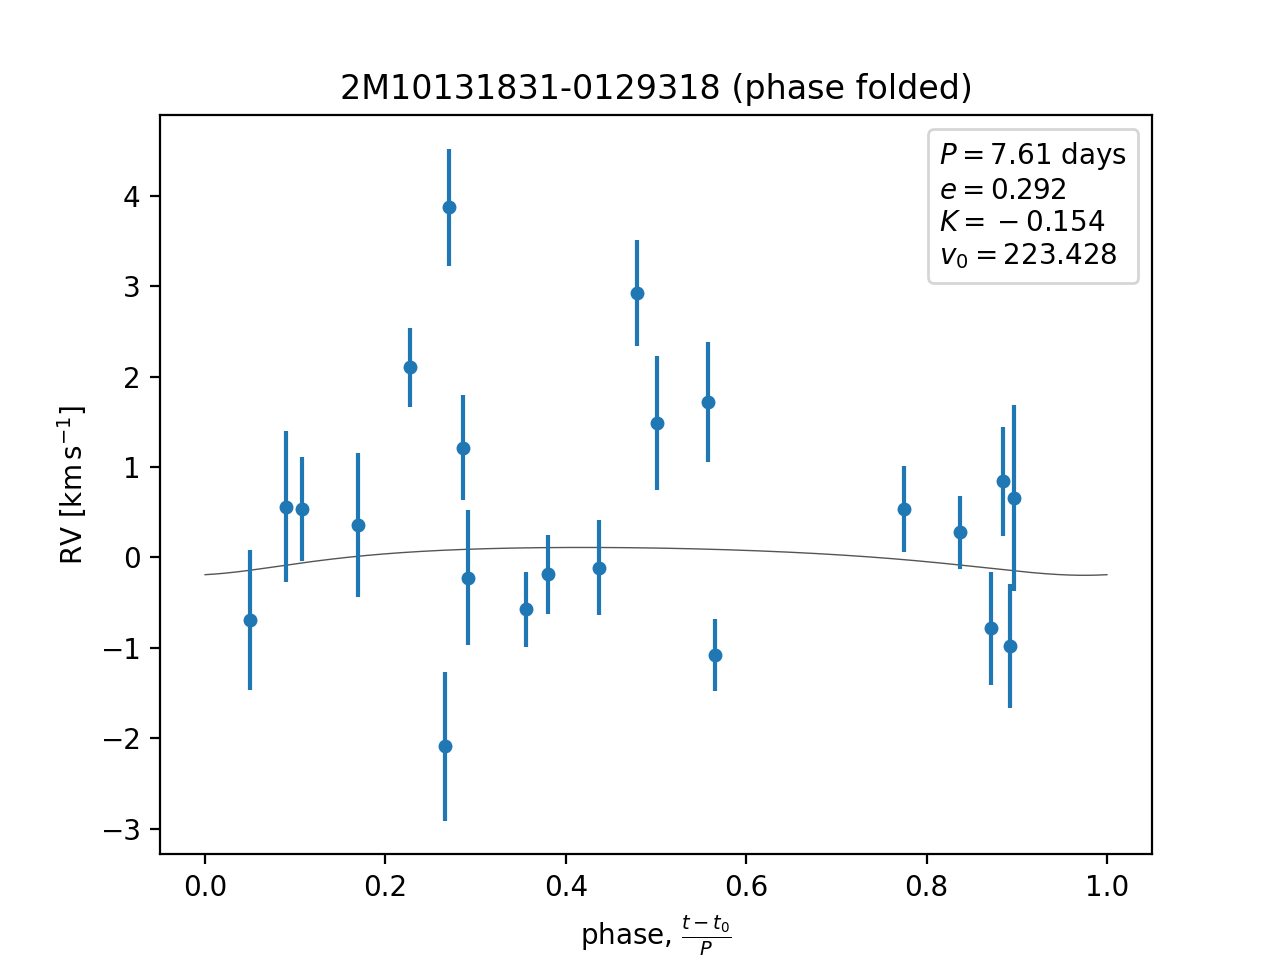 2M10131831-0129318 (phase folded)
P = 7.61 days
e = 0.292
K = −0.154
v₀ = 223.428
4
3
2
1
0
−1
−2
−3
RV [km s⁻¹]
0.0 0.2 0.4 0.6 0.8 1.0
phase, (t − t₀)/P